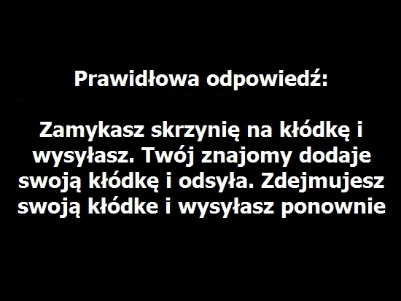 Prawidłowa odpowiedź:
Zamykasz skrzynię na kłódkę i
wysyłasz. Twój znajomy dodaje
swoją kłódkę i odsyła. Zdejmujesz
swoją kłódke i wysyłasz ponownie